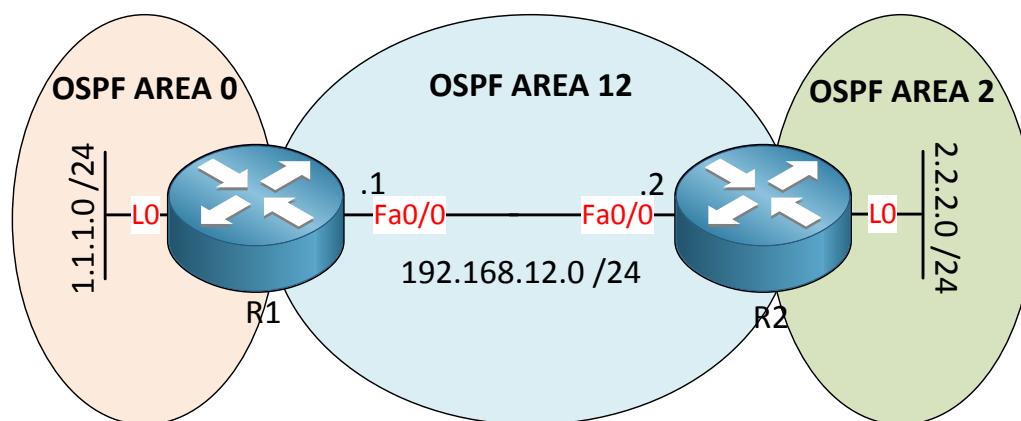 OSPF AREA 0
OSPF AREA 12
OSPF AREA 2
1.1.1.0 /24
L0
.1
Fa0/0
.2
Fa0/0
L0
2.2.2.0 /24
192.168.12.0 /24
R1
R2